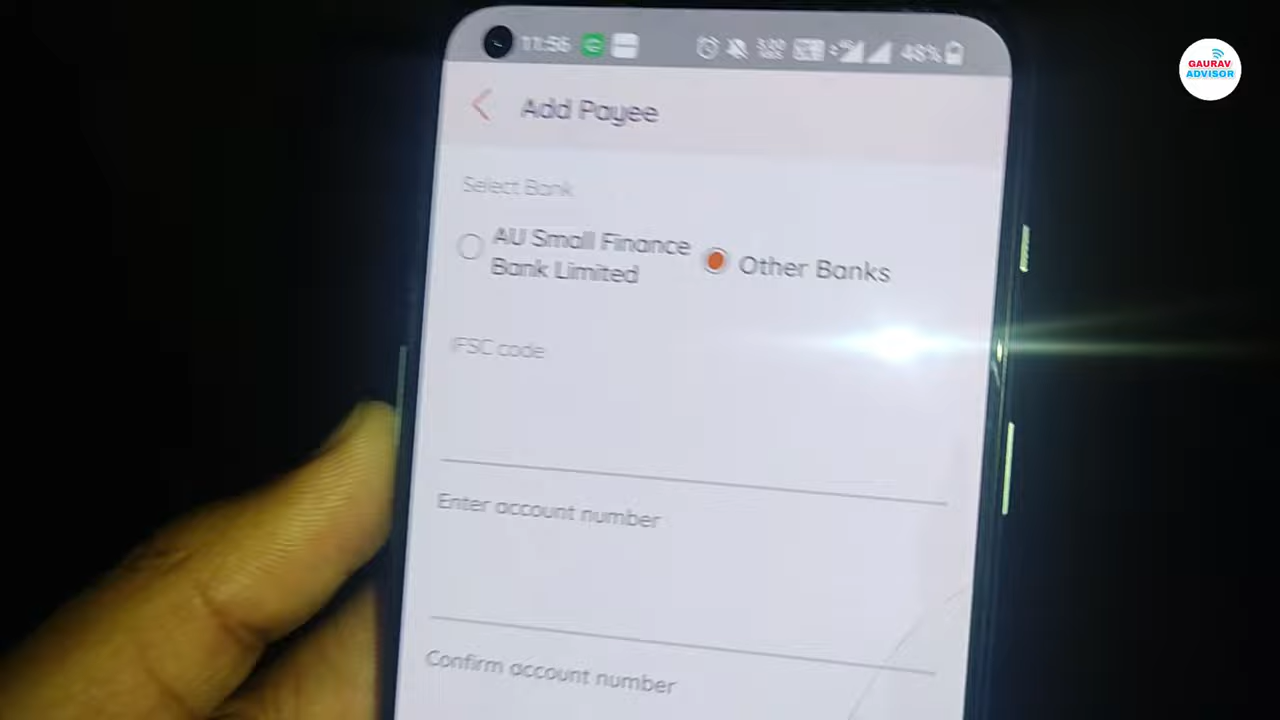 11:56
48%
GAURAV
ADVISOR
Add Payee
Select Bank
AU Small Finance
Bank Limited
Other Banks
IFSC code
Enter account number
Confirm account number